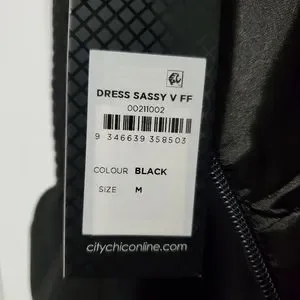 DRESS SASSY V FF
00211002
9 346639 358503
COLOUR BLACK
SIZE M
citychiconline.com